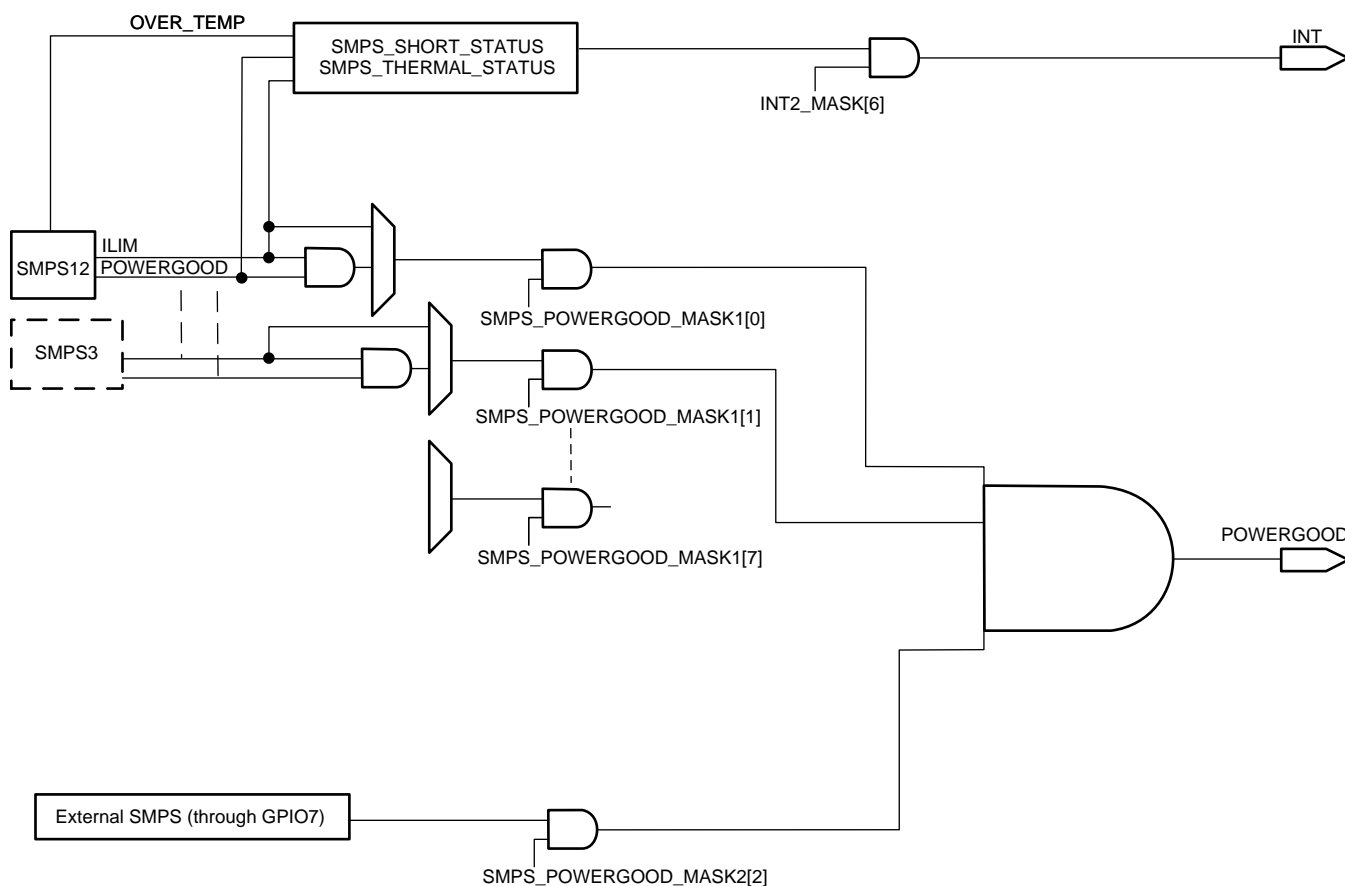 OVER_TEMP
SMPS_SHORT_STATUS
SMPS_THERMAL_STATUS
INT
INT2_MASK[6]
SMPS12
ILIM
POWERGOOD
SMPS_POWERGOOD_MASK1[0]
SMPS3
SMPS_POWERGOOD_MASK1[1]
SMPS_POWERGOOD_MASK1[7]
POWERGOOD
External SMPS (through GPIO7)
SMPS_POWERGOOD_MASK2[2]